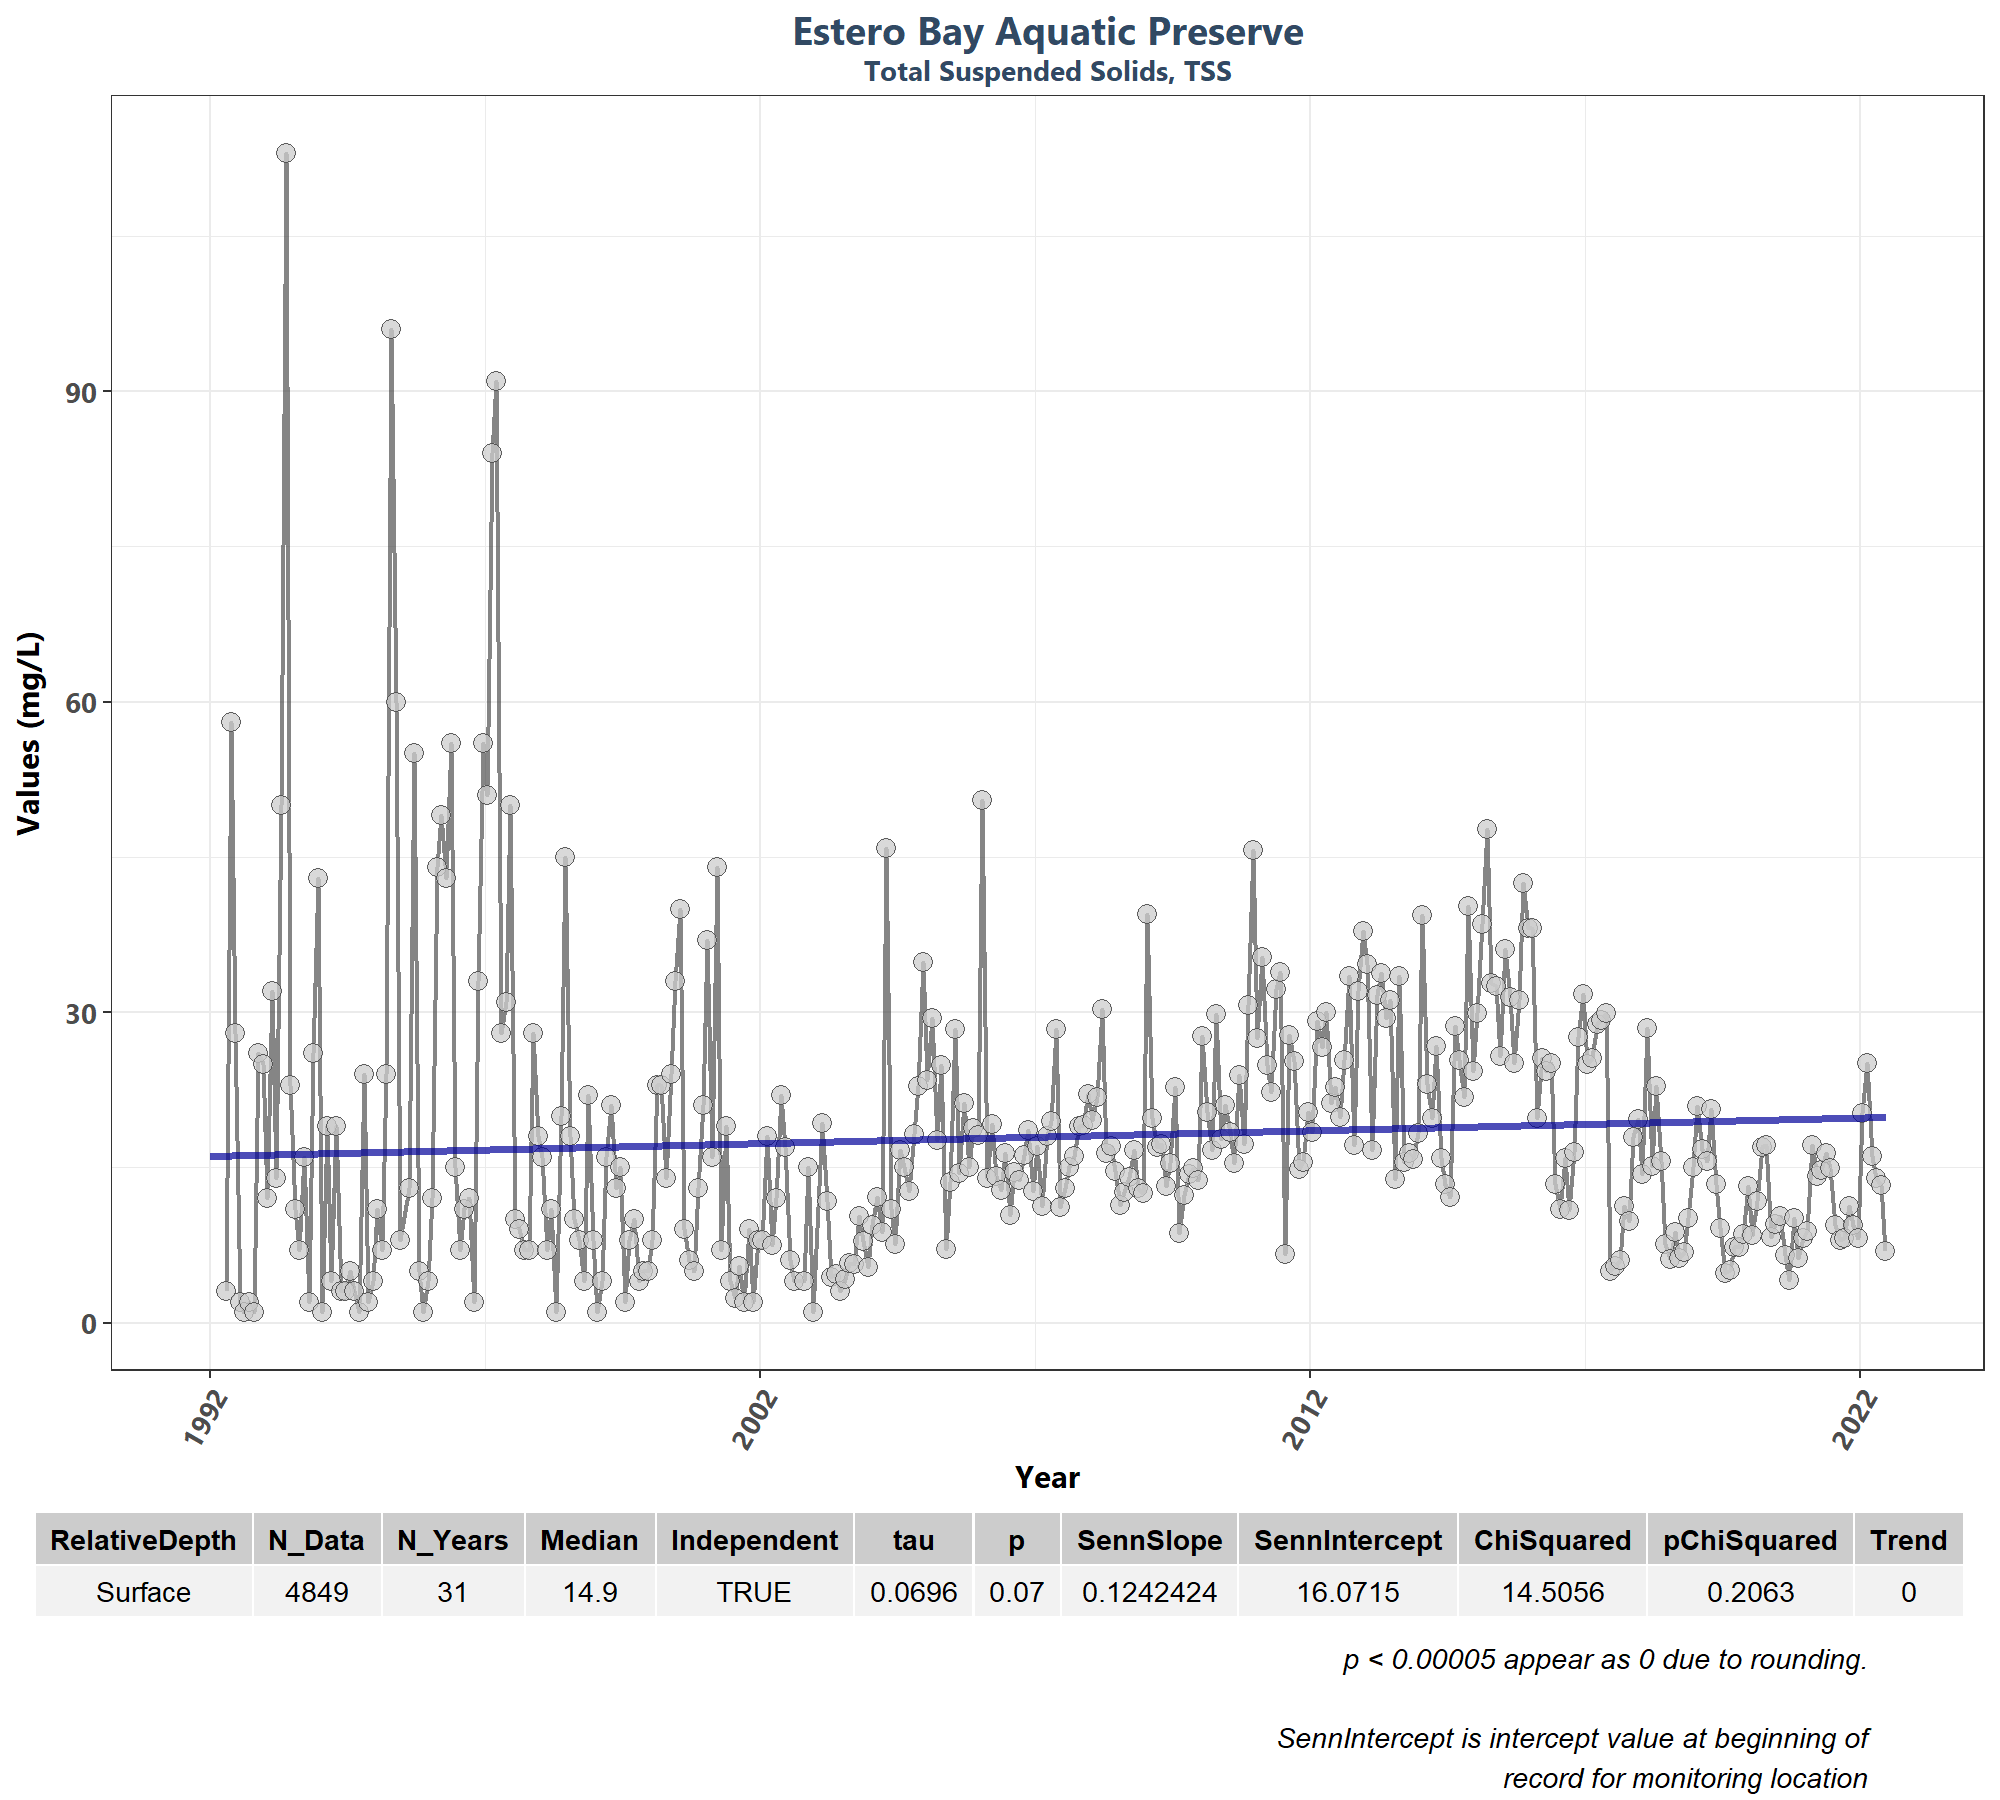 Estero Bay Aquatic Preserve
Total Suspended Solids, TSS
Values (mg/L)
90
60
30
0
1992 2002 2012 2022
Year
RelativeDepth N_Data N_Years Median Independent tau p SennSlope SennIntercept ChiSquared pChiSquared Trend
Surface 4849 31 14.9 TRUE 0.0696 0.07 0.1242424 16.0715 14.5056 0.2063 0
p < 0.00005 appear as 0 due to rounding.
SennIntercept is intercept value at beginning of
record for monitoring location